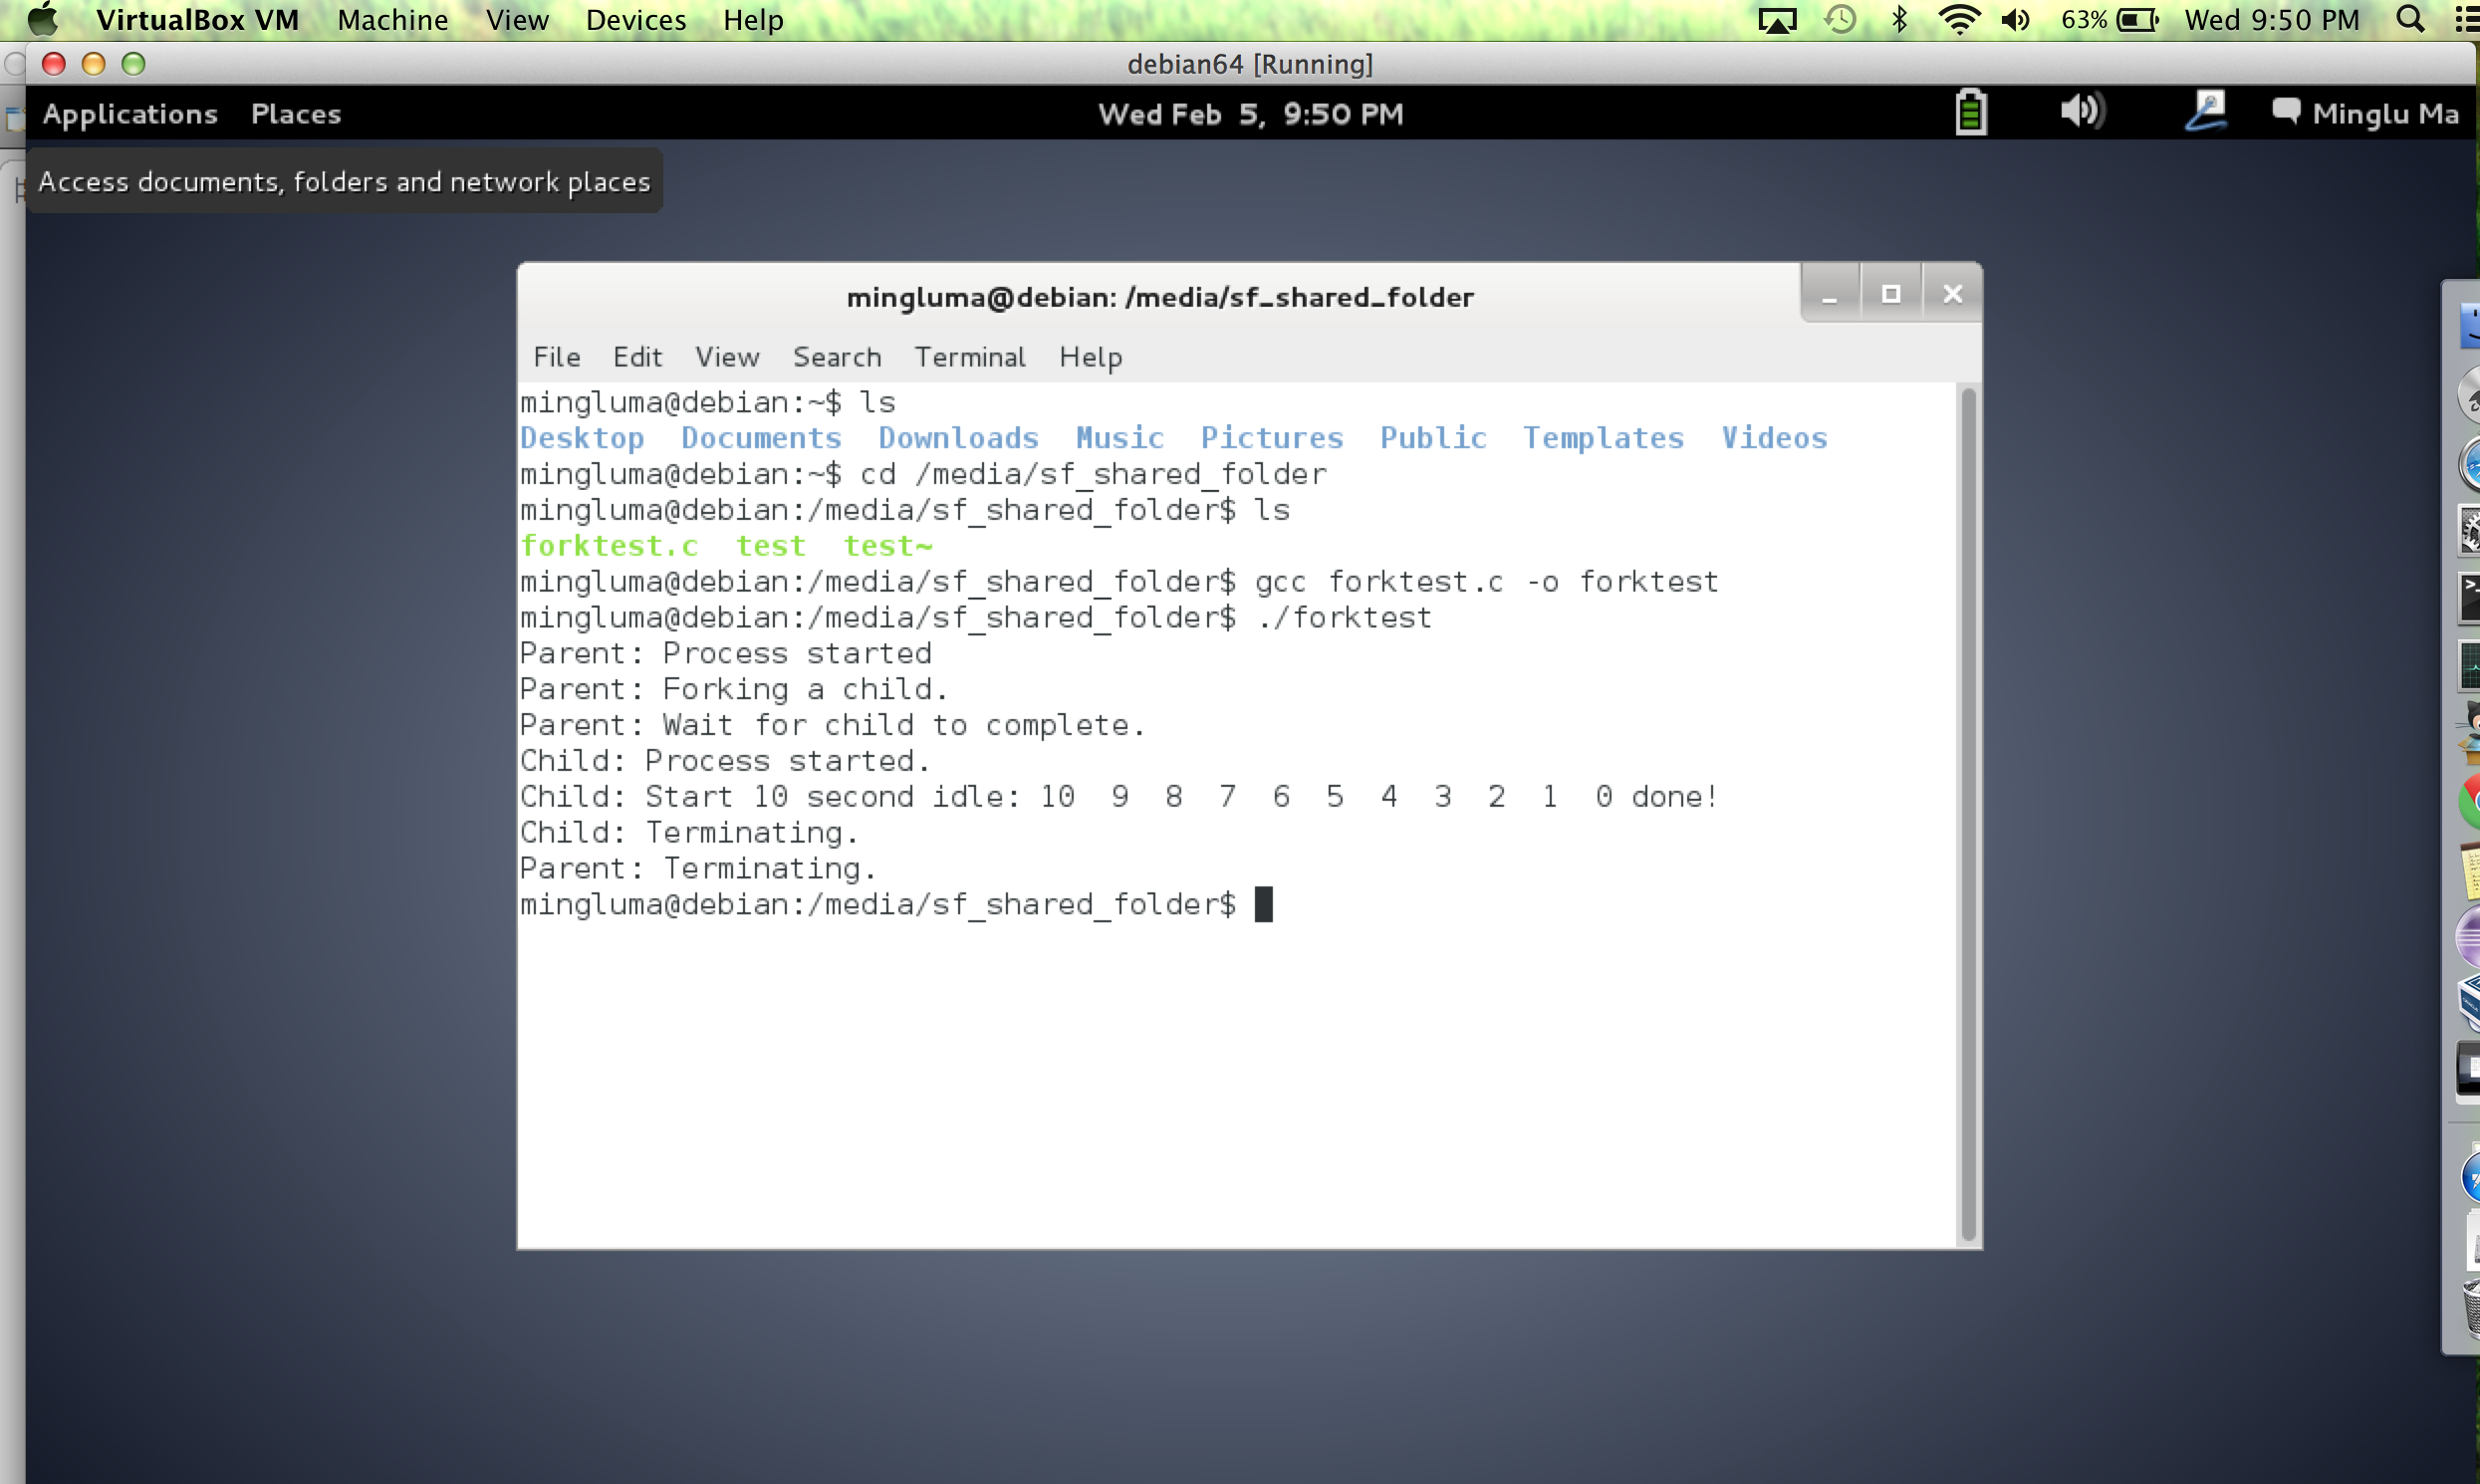 VirtualBox VM Machine View Devices Help 63% Wed 9:50 PM
debian64 [Running]
Applications Places Wed Feb 5, 9:50 PM Minglu Ma
Access documents, folders and network places
mingluma@debian: /media/sf_shared_folder
File Edit View Search Terminal Help
mingluma@debian:~$ ls
Desktop Documents Downloads Music Pictures Public Templates Videos
mingluma@debian:~$ cd /media/sf_shared_folder
mingluma@debian:/media/sf_shared_folder$ ls
forktest.c test test~
mingluma@debian:/media/sf_shared_folder$ gcc forktest.c -o forktest
mingluma@debian:/media/sf_shared_folder$ ./forktest
Parent: Process started
Parent: Forking a child.
Parent: Wait for child to complete.
Child: Process started.
Child: Start 10 second idle: 10 9 8 7 6 5 4 3 2 1 0 done!
Child: Terminating.
Parent: Terminating.
mingluma@debian:/media/sf_shared_folder$